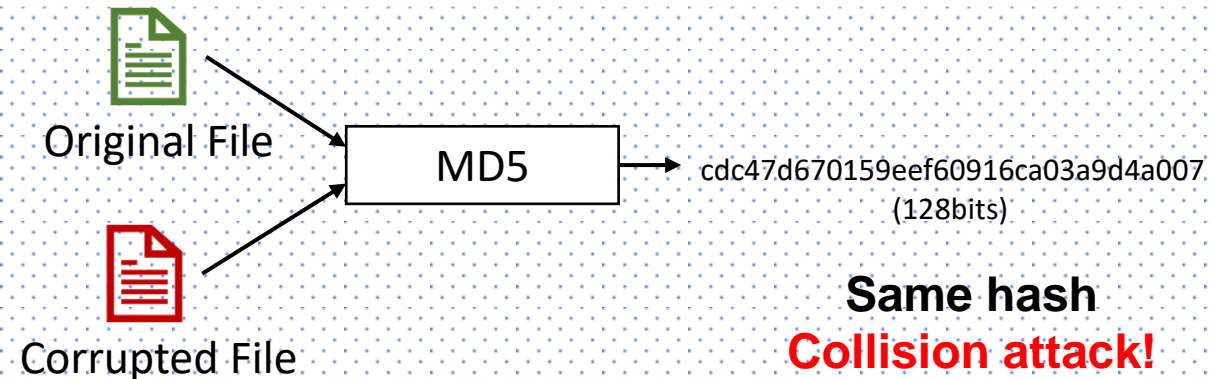 Original File
MD5
cdc47d670159eef60916ca03a9d4a007
(128bits)
Same hash
Collision attack!
Corrupted File